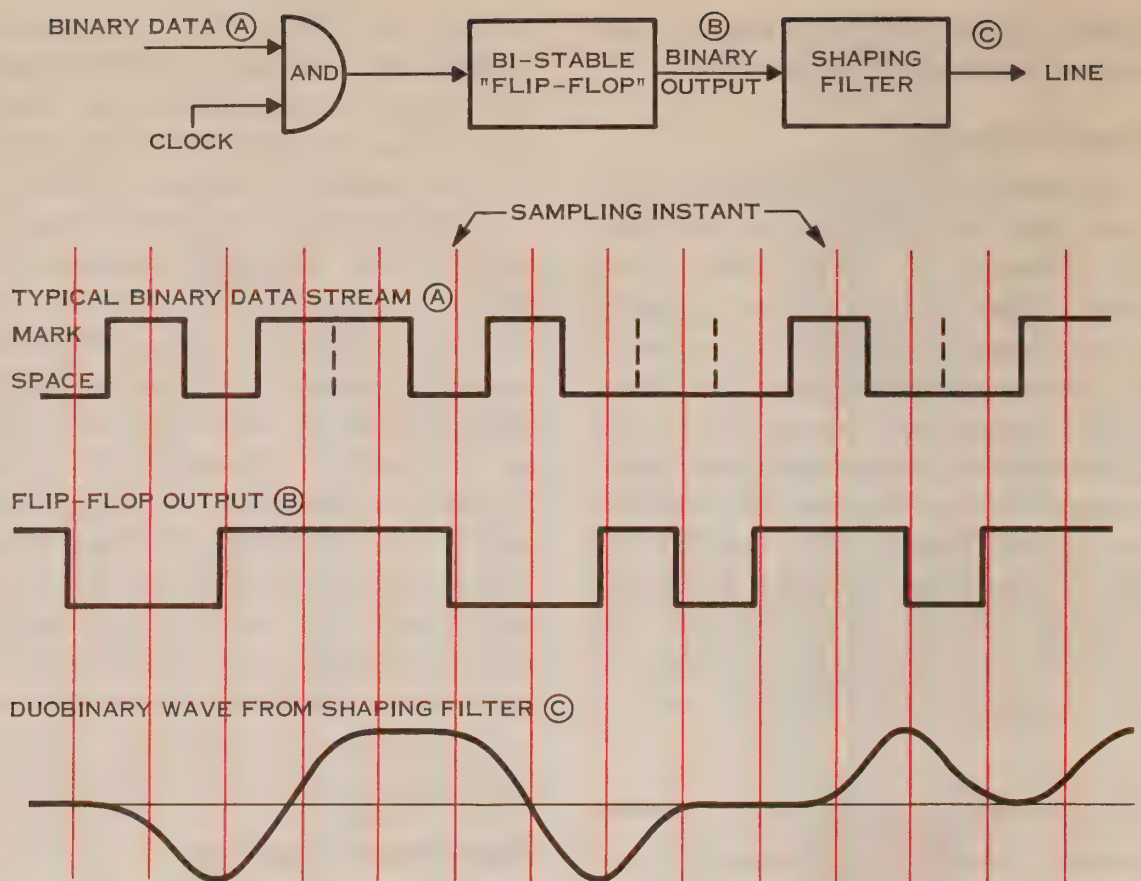 BINARY DATA Ⓐ
AND
CLOCK
BI-STABLE
"FLIP-FLOP"
Ⓑ
BINARY
OUTPUT
SHAPING
FILTER
Ⓒ
LINE
SAMPLING INSTANT
TYPICAL BINARY DATA STREAM Ⓐ
MARK
SPACE
FLIP-FLOP OUTPUT Ⓑ
DUOBINARY WAVE FROM SHAPING FILTER Ⓒ